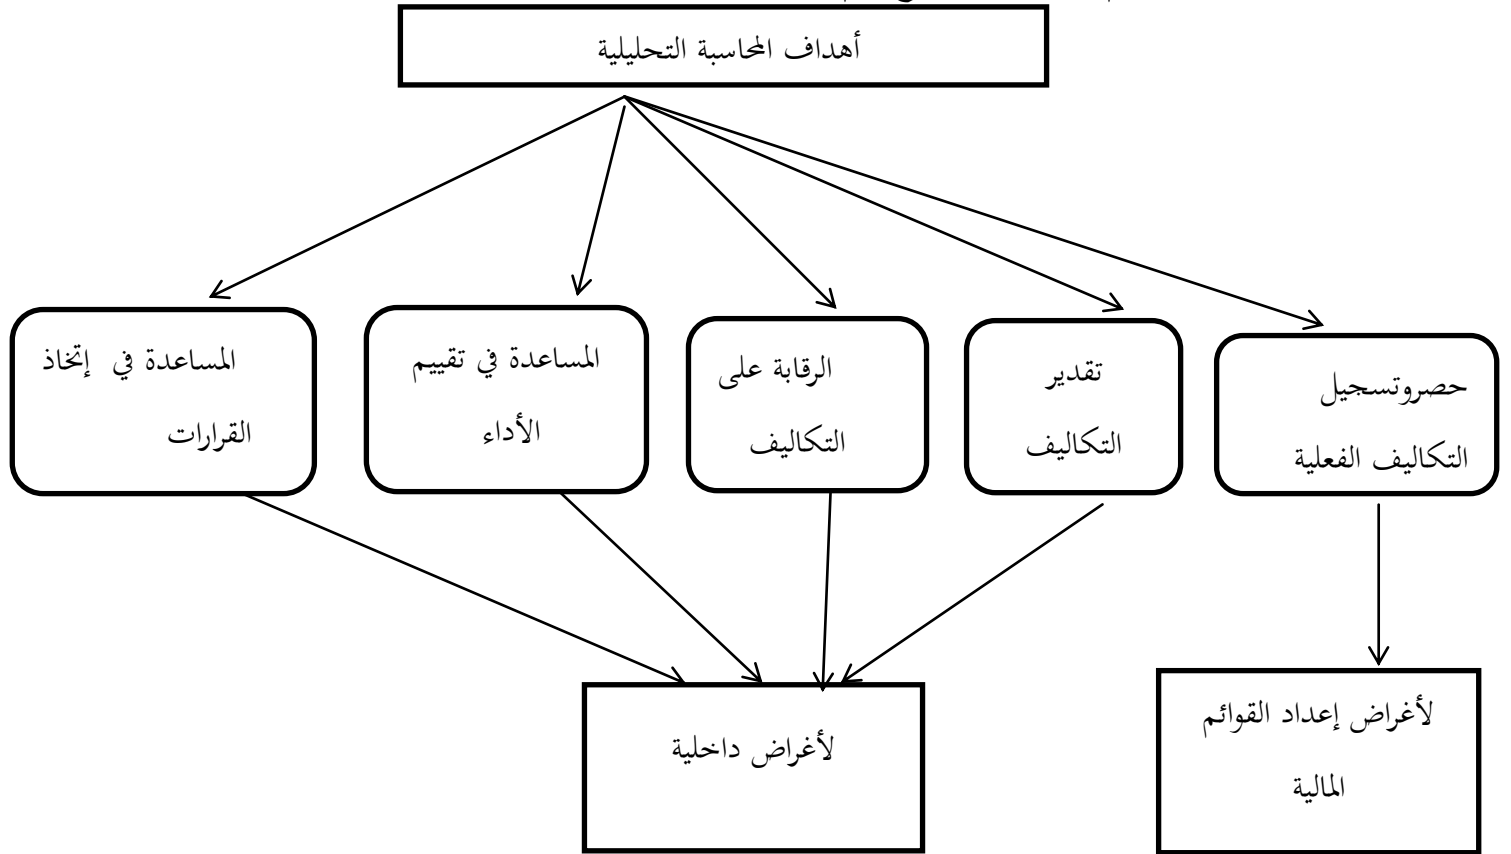 أهداف المحاسبة التحليلية
حصروتسجيل
التكاليف الفعلية
تقدير
التكاليف
الرقابة على
التكاليف
المساعدة في تقييم
الأداء
المساعدة في إتخاذ
القرارات
لأغراض إعداد القوائم
المالية
لأغراض داخلية